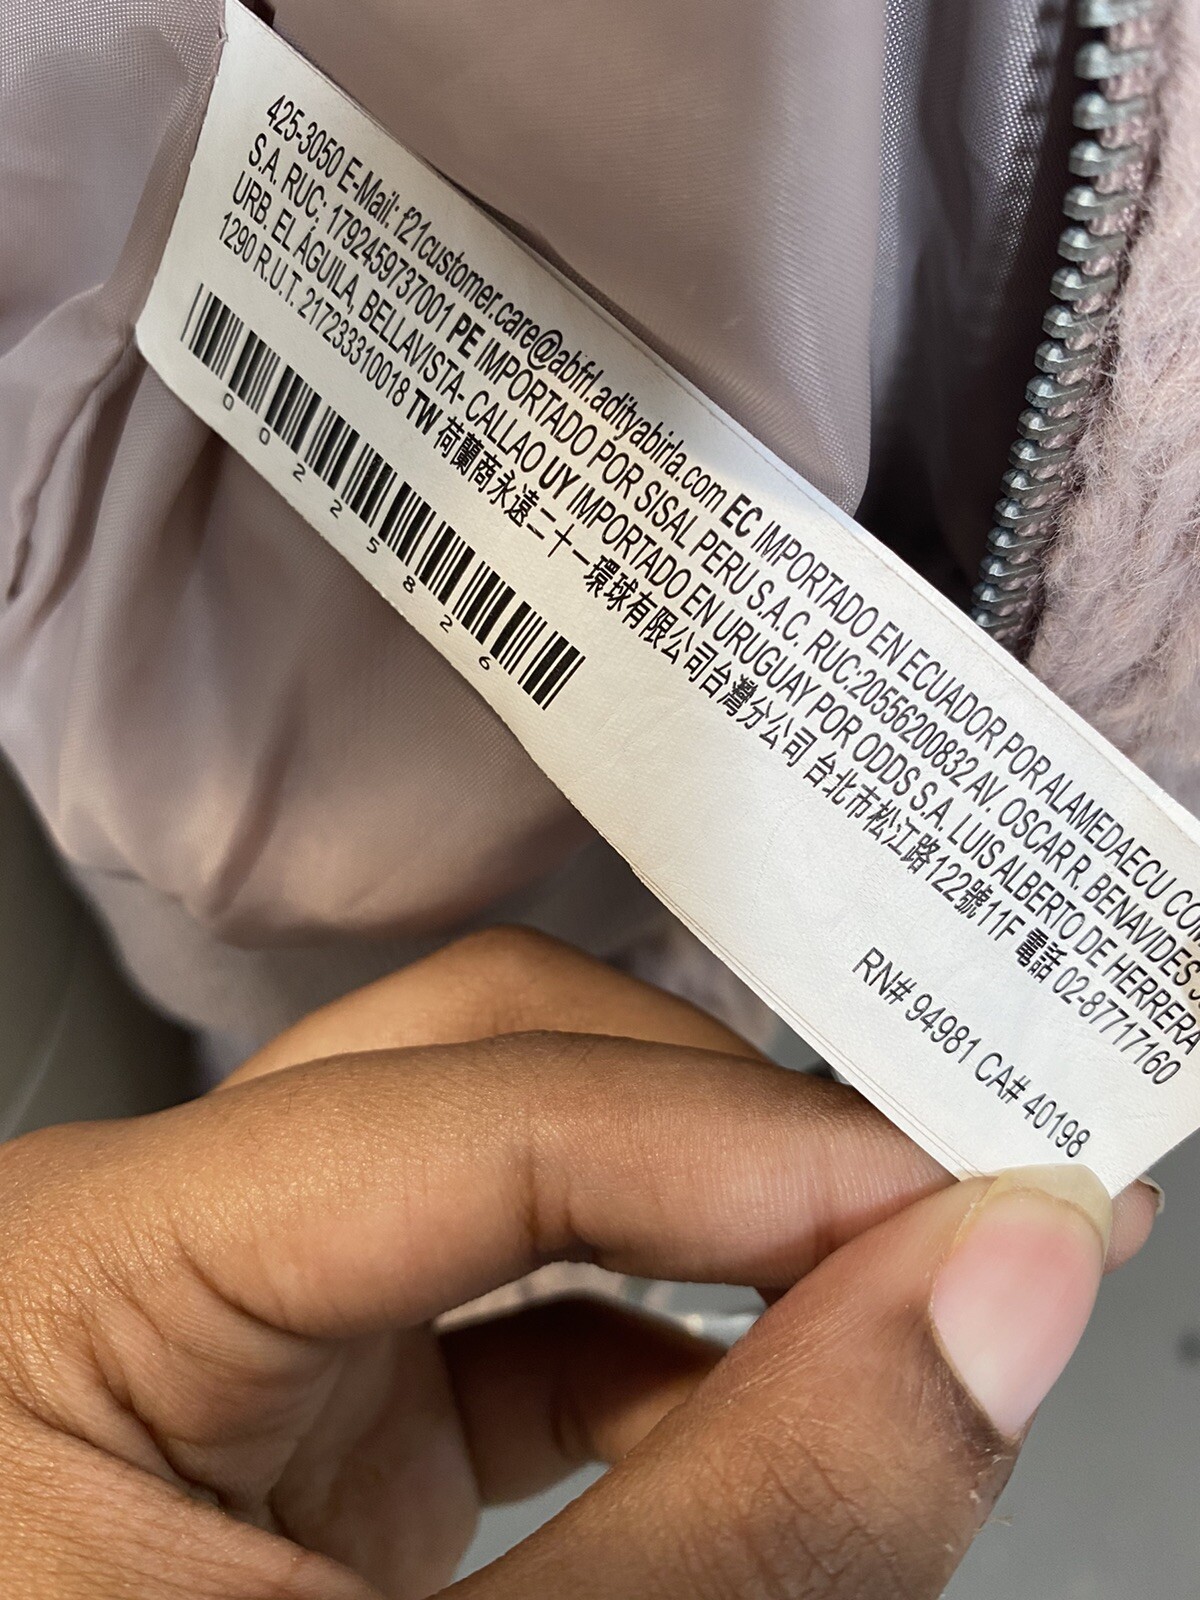 425-3050 E-Mail: f21customer.care@abfrl.adityabirla.com EC IMPORTADO EN ECUADOR POR ALAMEDAECU
S.A. RUC: 1792459737001 PE IMPORTADO POR SISAL PERU S.A.C. RUC:20556200832 AV. OSCAR R. BENAVIDES
URB. EL ÁGUILA, BELLAVISTA- CALLAO UY IMPORTADO EN URUGUAY POR ODDS S.A. LUIS ALBERTO DE HERRERA
1290 R.U.T. 217233310018 TW 荷蘭商永遠二十一環球有限公司台灣分公司 台北市松江路122號11F 電話 02-87717160
00225826
RN# 94981 CA# 40198